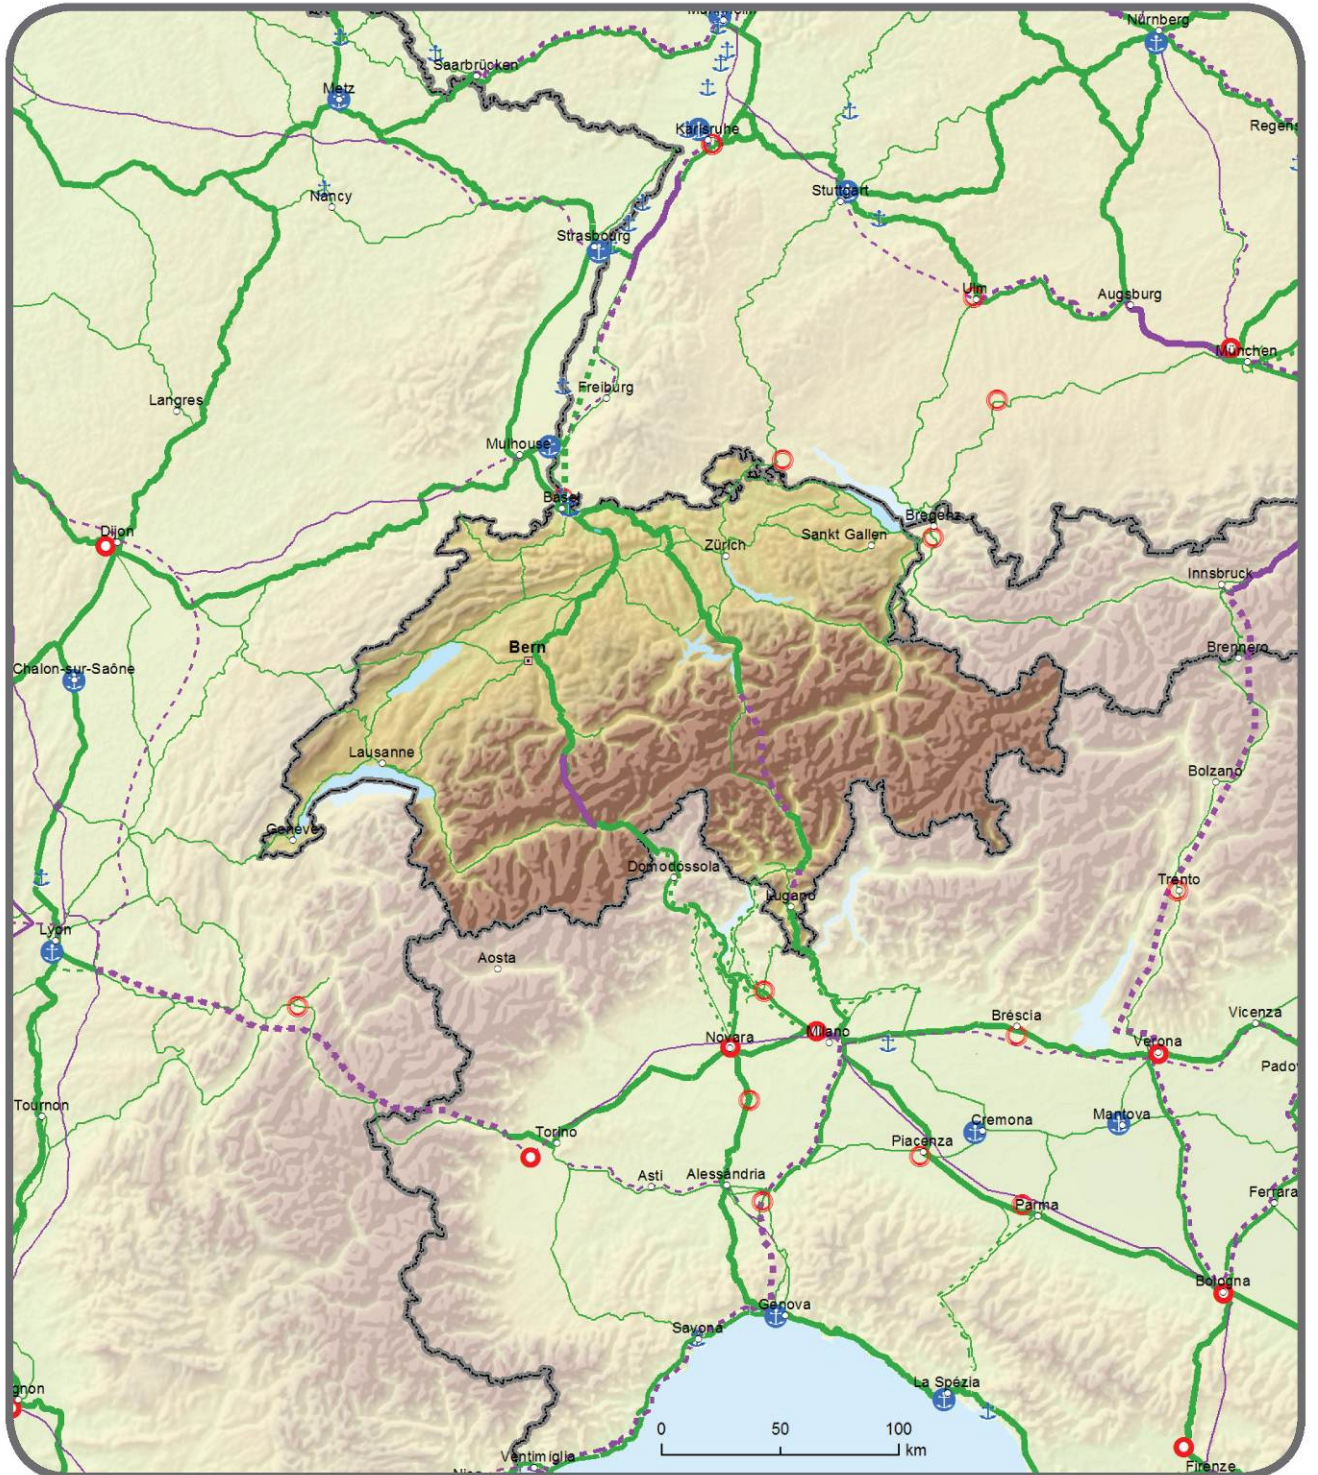 Nürnberg
Saarbrücken
Metz
Karlsruhe
Regens
Stuttgart
Nancy
Strasbourg
Ulm
Augsburg
München
Freiburg
Langres
Mulhouse
Basel
Bregenz
Dijon
Zürich
Sankt Gallen
Innsbruck
Bern
Brennero
Chalon-sur-Saône
Lausanne
Bolzano
Genève
Domodossola
Trento
Lugano
Lyon
Aosta
Bréscia
Vicenza
Novara
Milano
Verona
Padov
Tournon
Cremona
Mantova
Torino
Piacenza
Asti
Alessandria
Ferrara
Parma
Bologna
Genova
Savona
gnon
La Spézia
0 50 100
km
Ventimiglia
Firenze